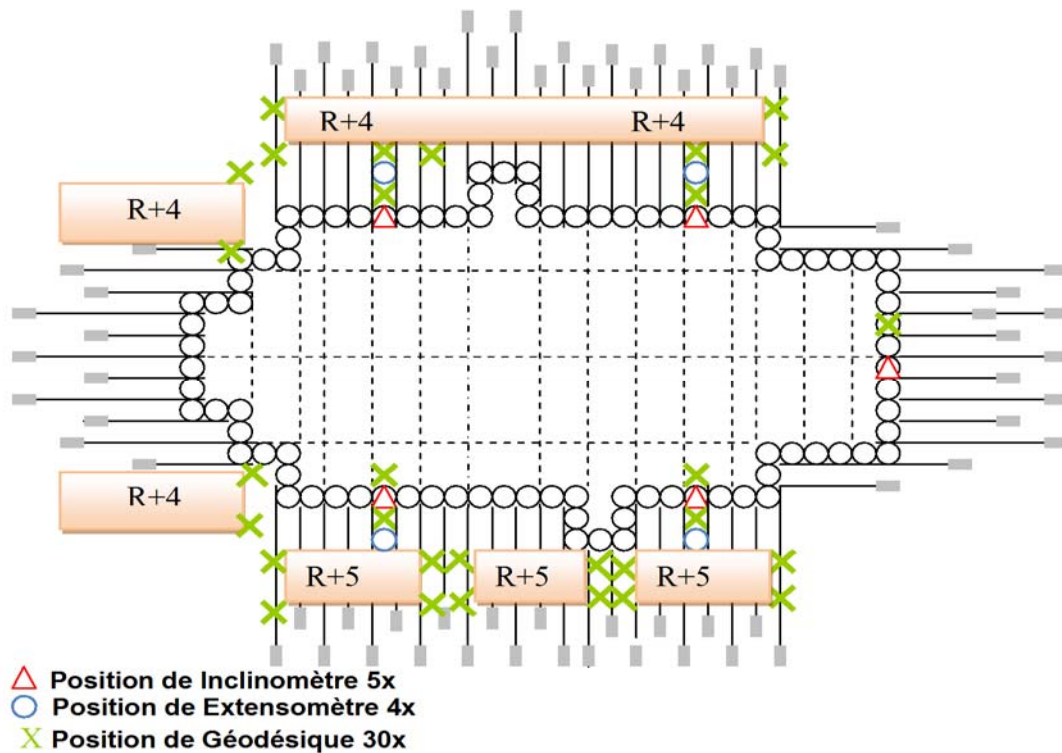 R+4 R+4
R+4
R+4
R+5 R+5 R+5
Position de Inclinomètre 5x
Position de Extensomètre 4x
X Position de Géodésique 30x